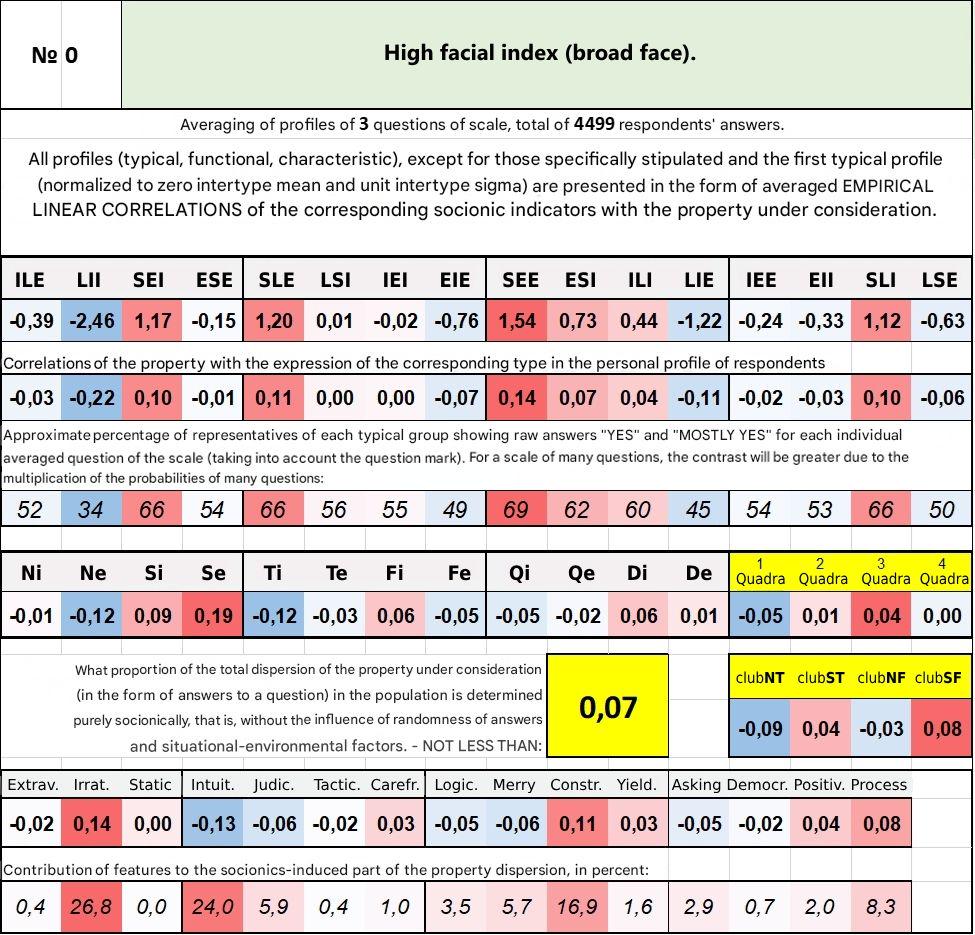 № 0
High facial index (broad face).
Averaging of profiles of 3 questions of scale, total of 4499 respondents' answers.
All profiles (typical, functional, characteristic), except for those specifically stipulated and the first typical profile
(normalized to zero intertype mean and unit intertype sigma) are presented in the form of averaged EMPIRICAL
LINEAR CORRELATIONS of the corresponding socionic indicators with the property under consideration.
ILE LII SEI ESE SLE LSI IEI EIE SEE ESI ILI LIE IEE EII SLI LSE
-0,39 -2,46 1,17 -0,15 1,20 0,01 -0,02 -0,76 1,54 0,73 0,44 -1,22 -0,24 -0,33 1,12 -0,63
Correlations of the property with the expression of the corresponding type in the personal profile of respondents
-0,03 -0,22 0,10 -0,01 0,11 0,00 0,00 -0,07 0,14 0,07 0,04 -0,11 -0,02 -0,03 0,10 -0,06
Approximate percentage of representatives of each typical group showing raw answers "YES" and "MOSTLY YES" for each individual
averaged question of the scale (taking into account the question mark). For a scale of many questions, the contrast will be greater due to the
multiplication of the probabilities of many questions:
52 34 66 54 66 56 55 49 69 62 60 45 54 53 66 50
Ni Ne Si Se Ti Te Fi Fe Qi Qe Di De 1 Quadra 2 Quadra 3 Quadra 4 Quadra
-0,01 -0,12 0,09 0,19 -0,12 -0,03 0,06 -0,05 -0,05 -0,02 0,06 0,01 -0,05 0,01 0,04 0,00
What proportion of the total dispersion of the property under consideration
(in the form of answers to a question) in the population is determined
purely socionically, that is, without the influence of randomness of answers
and situational-environmental factors. - NOT LESS THAN:
0,07
clubNT clubST clubNF clubSF
-0,09 0,04 -0,03 0,08
Extrav. Irrat. Static Intuit. Judic. Tactic. Carefr. Logic. Merry Constr. Yield. Asking Democr. Positiv. Process
-0,02 0,14 0,00 -0,13 -0,06 -0,02 0,03 -0,05 -0,06 0,11 0,03 -0,05 -0,02 0,04 0,08
Contribution of features to the socionics-induced part of the property dispersion, in percent:
0,4 26,8 0,0 24,0 5,9 0,4 1,0 3,5 5,7 16,9 1,6 2,9 0,7 2,0 8,3